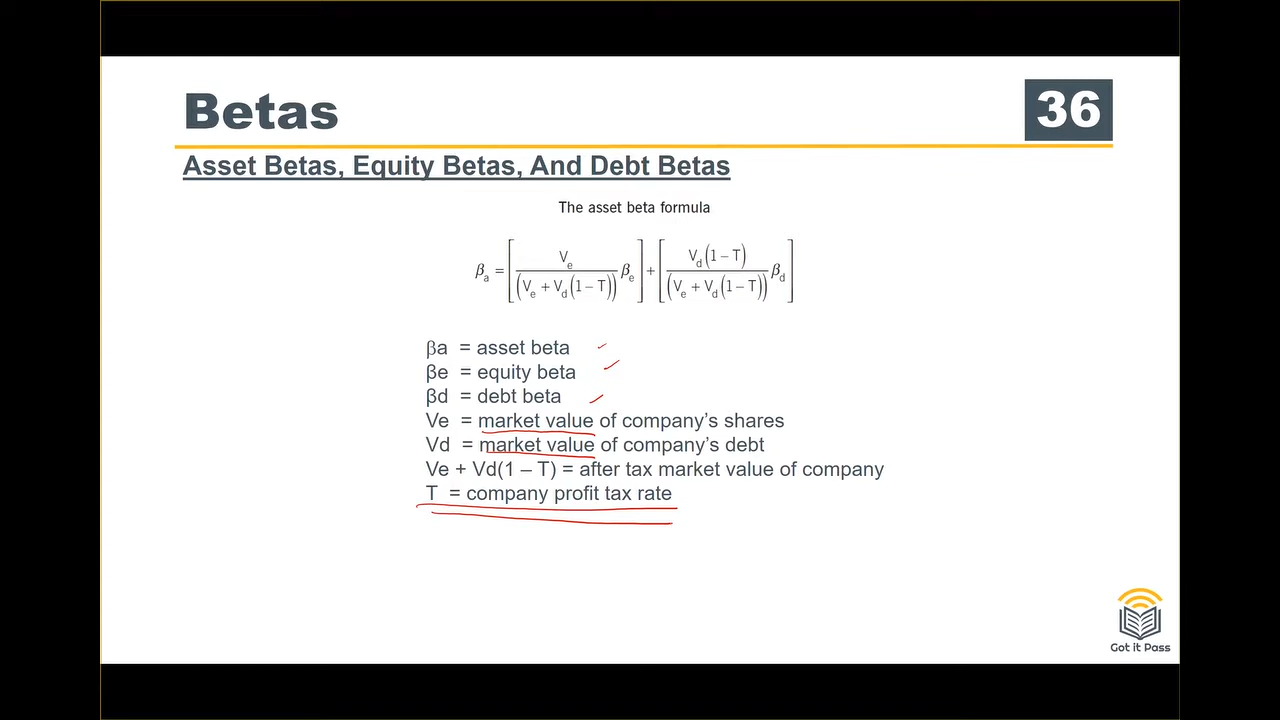 Betas
36
Asset Betas, Equity Betas, And Debt Betas
The asset beta formula
βa = [Ve / (Ve + Vd(1 – T)) βe] + [Vd(1 – T) / (Ve + Vd(1 – T)) βd]
βa = asset beta
βe = equity beta
βd = debt beta
Ve = market value of company’s shares
Vd = market value of company’s debt
Ve + Vd(1 – T) = after tax market value of company
T = company profit tax rate
Got it Pass